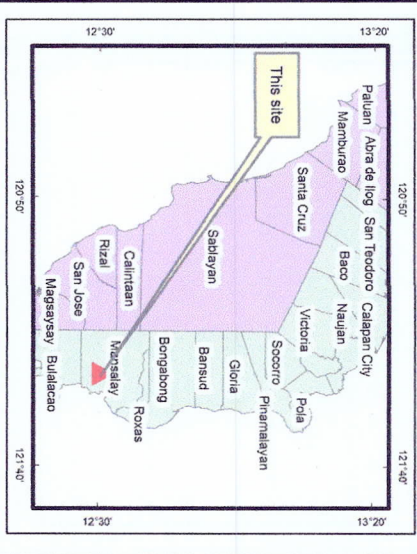 12°30'
13°20'
This site
Paluan
Abra de Ilog
Mamburao
Santa Cruz
120°50'
120°50'
San Teodoro
Baco
Calapan City
Naujan
Victoria
Sablayan
Rizal
Calintaan
San Jose
Magsaysay
Socorro
Pola
Pinamalayan
Gloria
Bansud
Bongabong
Roxas
Mansalay
Bulalacao
121°40'
121°40'
12°30'
13°20'